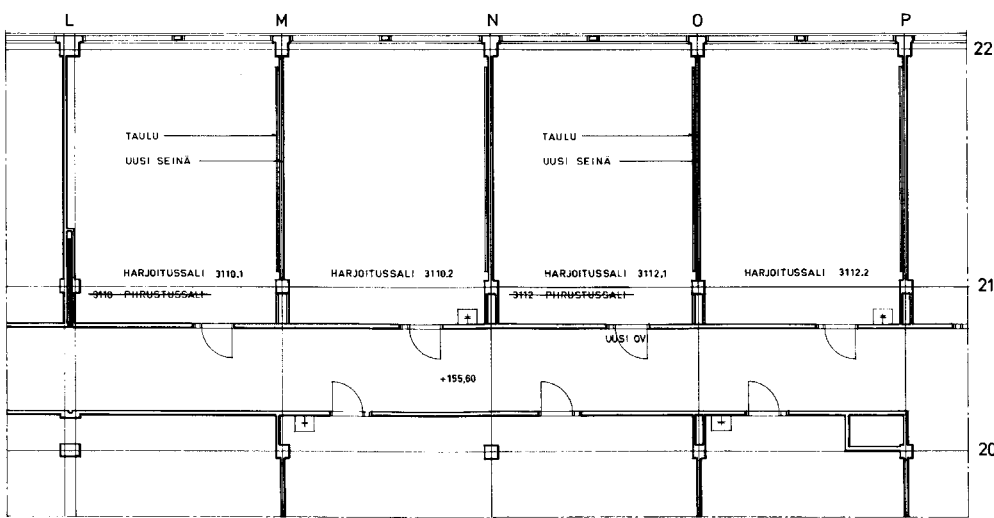 L M N O P
22
TAULU TAULU
UUSI SEINÄ UUSI SEINÄ
HARJOITUSSALI 3110.1 HARJOITUSSALI 3110.2 HARJOITUSSALI 3112.1 HARJOITUSSALI 3112.2
21
3110 PIIRUSTUSSALI 3112 PIIRUSTUSSALI
UUSI OVI
+155,60
20